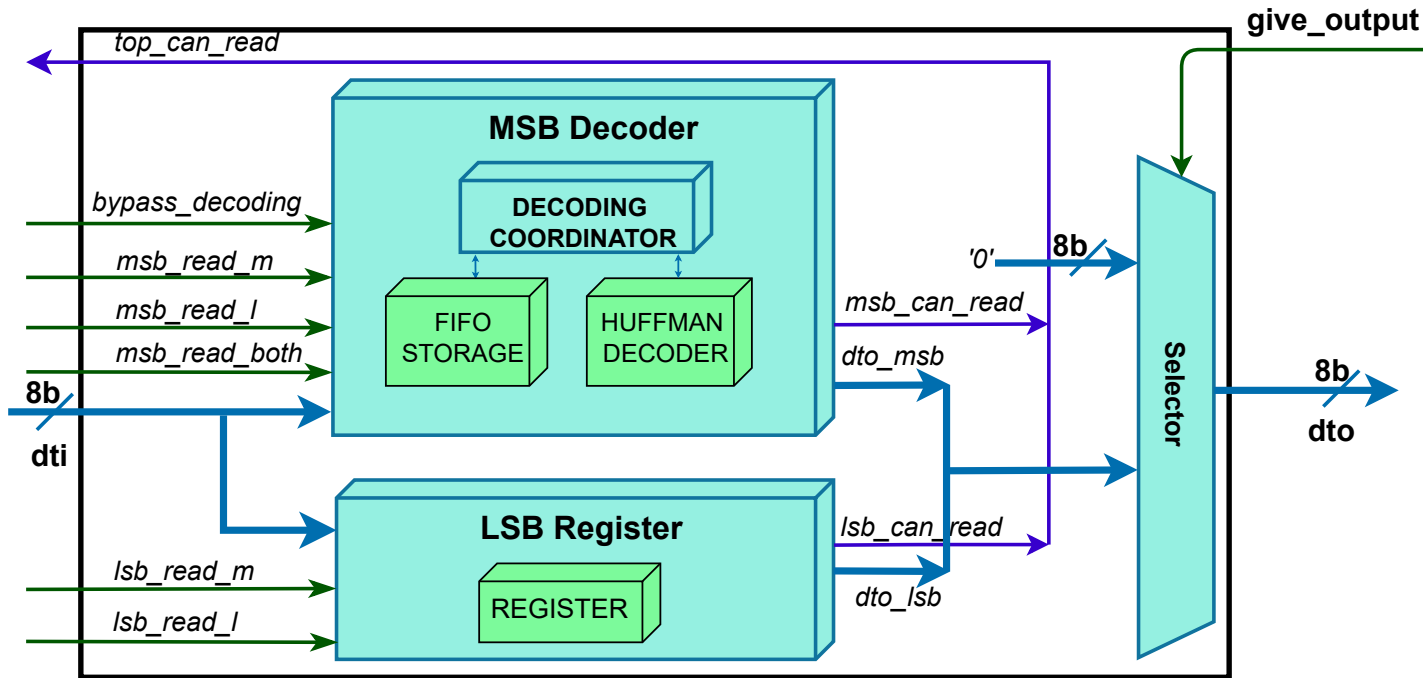 give_output
top_can_read
MSB Decoder
DECODING
COORDINATOR
bypass_decoding
msb_read_m
msb_read_l
msb_read_both
FIFO
STORAGE
HUFFMAN
DECODER
msb_can_read
dto_msb
'0'
8b
Selector
8b
dto
8b
dti
LSB Register
REGISTER
lsb_can_read
dto_lsb
lsb_read_m
lsb_read_l